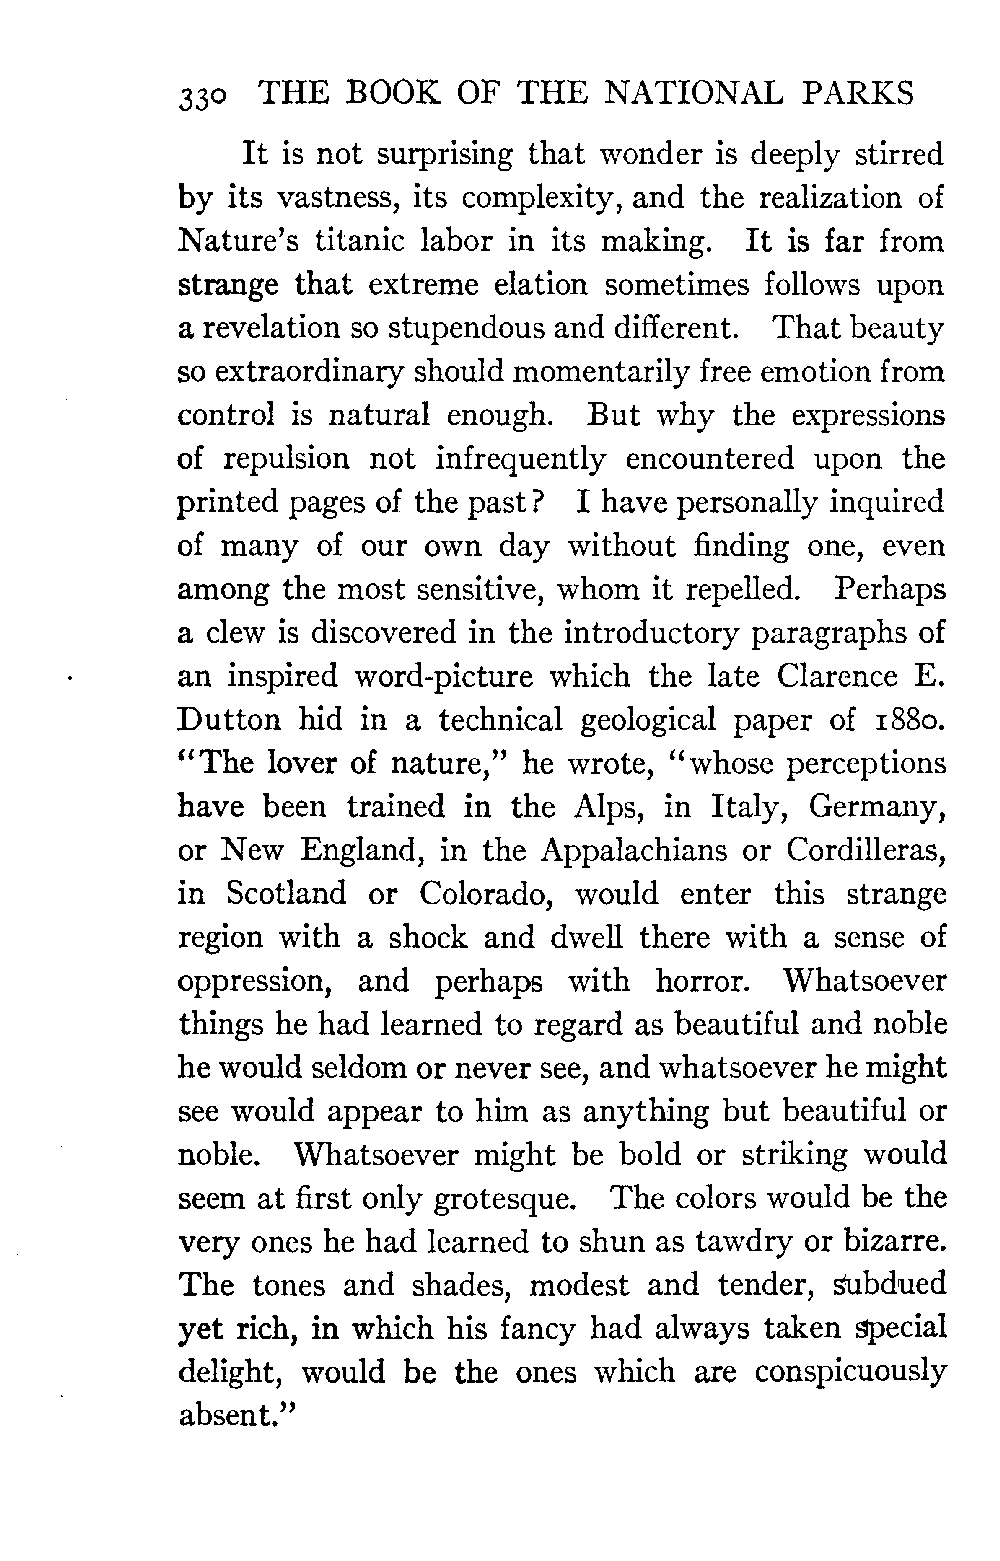 330 THE BOOK OF THE NATIONAL PARKS
It is not surprising that wonder is deeply stirred
by its vastness, its complexity, and the realization of
Nature's titanic labor in its making. It is far from
strange that extreme elation sometimes follows upon
a revelation so stupendous and different. That beauty
so extraordinary should momentarily free emotion from
control is natural enough. But why the expressions
of repulsion not infrequently encountered upon the
printed pages of the past? I have personally inquired
of many of our own day without finding one, even
among the most sensitive, whom it repelled. Perhaps
a clew is discovered in the introductory paragraphs of
an inspired word-picture which the late Clarence E.
Dutton hid in a technical geological paper of 1880.
"The lover of nature," he wrote, "whose perceptions
have been trained in the Alps, in Italy, Germany,
or New England, in the Appalachians or Cordilleras,
in Scotland or Colorado, would enter this strange
region with a shock and dwell there with a sense of
oppression, and perhaps with horror. Whatsoever
things he had learned to regard as beautiful and noble
he would seldom or never see, and whatsoever he might
see would appear to him as anything but beautiful or
noble. Whatsoever might be bold or striking would
seem at first only grotesque. The colors would be the
very ones he had learned to shun as tawdry or bizarre.
The tones and shades, modest and tender, subdued
yet rich, in which his fancy had always taken special
delight, would be the ones which are conspicuously
absent."